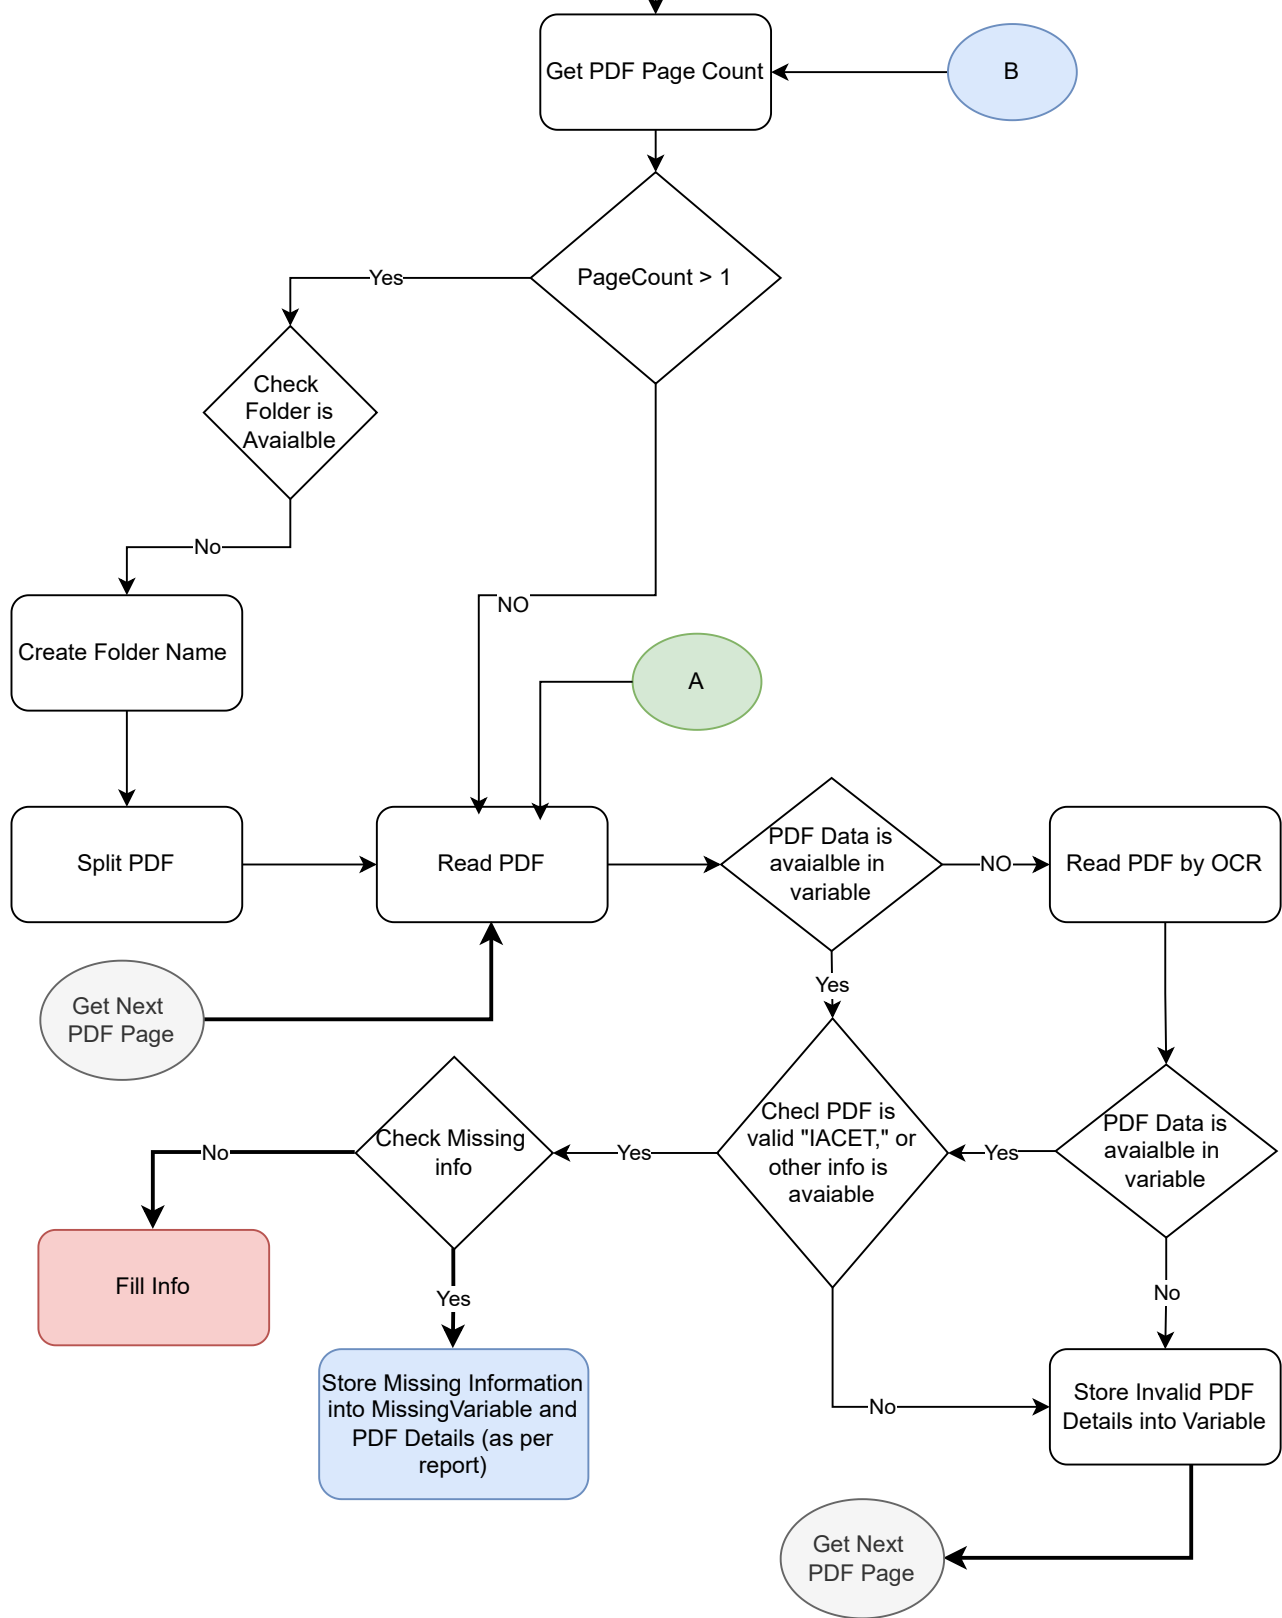 Get PDF Page Count
B
PageCount > 1
Yes
Check
Folder is
Avaialble
No
NO
Create Folder Name
A
Split PDF
Read PDF
PDF Data is
avaialble in
variable
NO
Read PDF by OCR
Yes
Get Next
PDF Page
Checl PDF is
valid "IACET," or
other info is
avaiable
Yes
PDF Data is
avaialble in
variable
Yes
Check Missing
info
No
Fill Info
Yes
No
Store Missing Information
into MissingVariable and
PDF Details (as per
report)
No
Store Invalid PDF
Details into Variable
Get Next
PDF Page